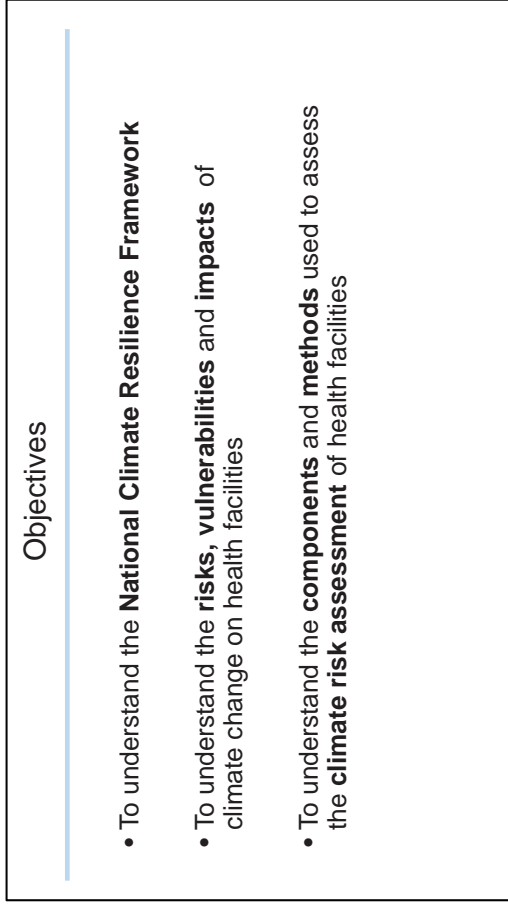 Objectives
• To understand the National Climate Resilience Framework
• To understand the risks, vulnerabilities and impacts of
climate change on health facilities
• To understand the components and methods used to assess
the climate risk assessment of health facilities